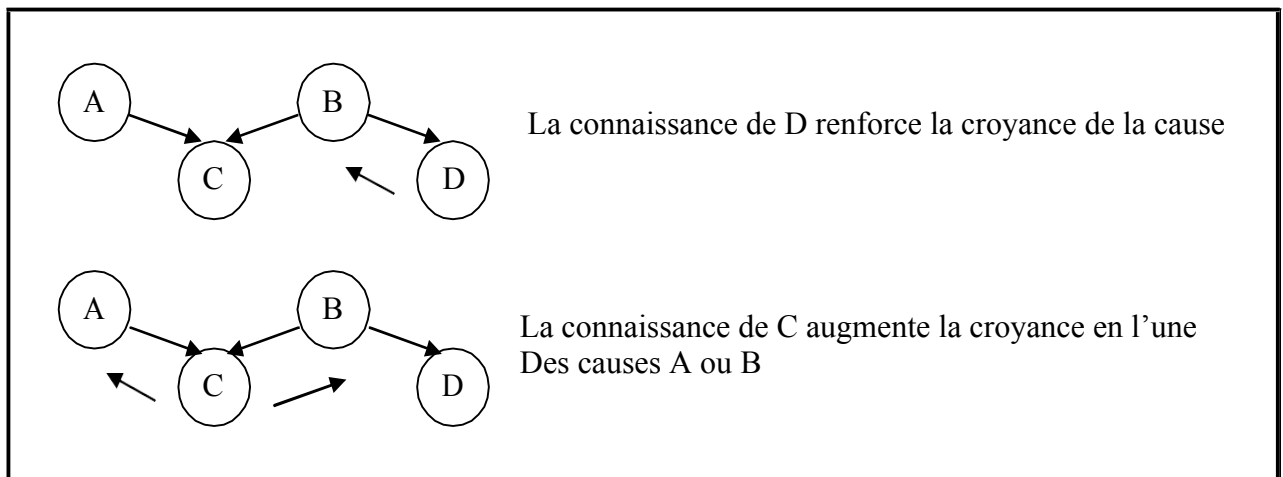 A
B
La connaissance de D renforce la croyance de la cause
C
D
A
B
La connaissance de C augmente la croyance en l’une
Des causes A ou B
C
D